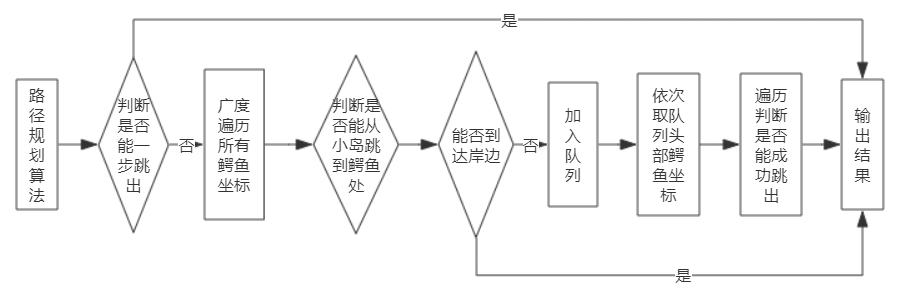 是
路
径
规
划
算
法
判断
是否
能一
步跳
出
否
广度
遍历
所有
鳄鱼
坐标
判断是
否能从
小岛跳
到鳄鱼
处
能否到
达岸边
否
加
入
队
列
依次
取队
列头
部鳄
鱼坐
标
遍历
判断
是否
能成
功跳
出
输
出
结
果
是